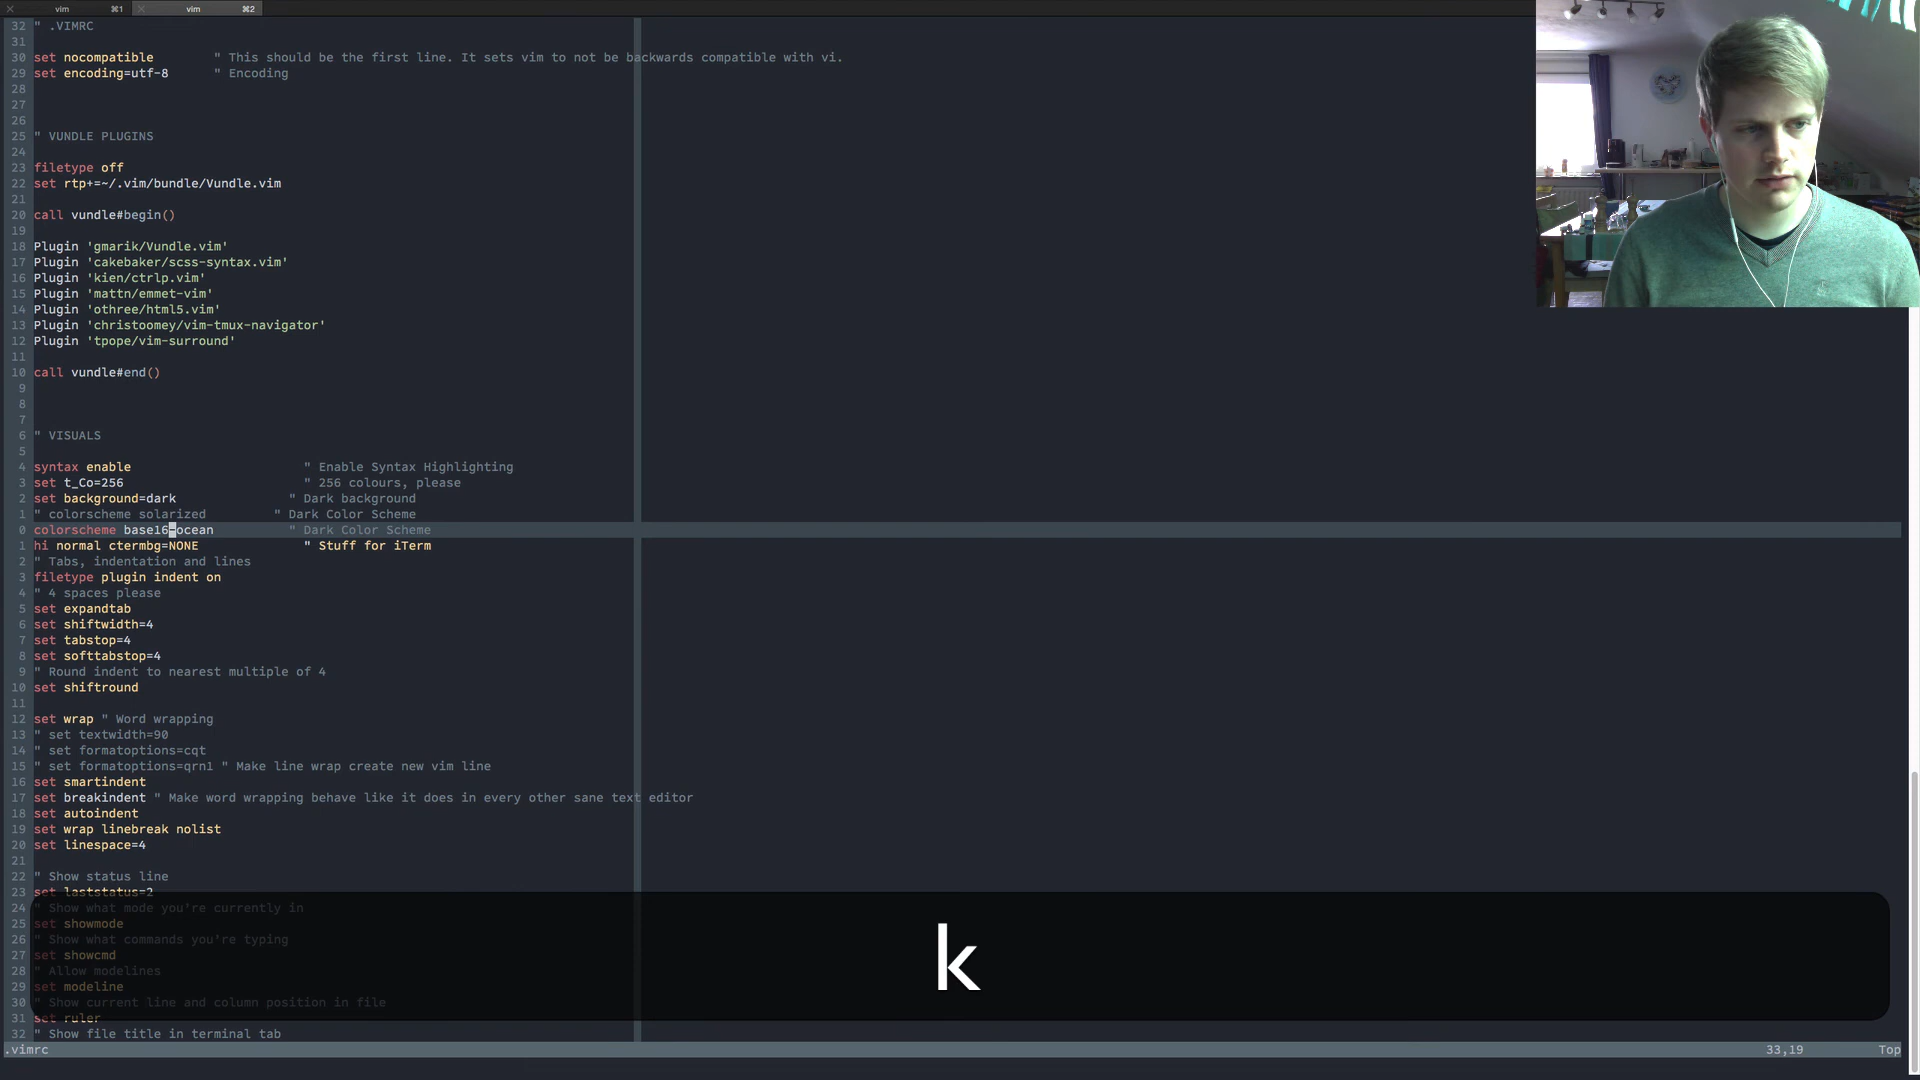 vim ⌘1 vim ⌘2
32 " .VIMRC
31
30 set nocompatible " This should be the first line. It sets vim to not be backwards compatible with vi.
29 set encoding=utf-8 " Encoding
28
27
26
25 " VUNDLE PLUGINS
24
23 filetype off
22 set rtp+=~/.vim/bundle/Vundle.vim
21
20 call vundle#begin()
19
18 Plugin 'gmarik/Vundle.vim'
17 Plugin 'cakebaker/scss-syntax.vim'
16 Plugin 'kien/ctrlp.vim'
15 Plugin 'mattn/emmet-vim'
14 Plugin 'othree/html5.vim'
13 Plugin 'christoomey/vim-tmux-navigator'
12 Plugin 'tpope/vim-surround'
11
10 call vundle#end()
9
8
7
6 " VISUALS
5
4 syntax enable " Enable Syntax Highlighting
3 set t_Co=256 " 256 colours, please
2 set background=dark " Dark background
1 " colorscheme solarized " Dark Color Scheme
0 colorscheme base16-ocean " Dark Color Scheme
1 hi normal ctermbg=NONE " Stuff for iTerm
2 " Tabs, indentation and lines
3 filetype plugin indent on
4 " 4 spaces please
5 set expandtab
6 set shiftwidth=4
7 set tabstop=4
8 set softtabstop=4
9 " Round indent to nearest multiple of 4
10 set shiftround
11
12 set wrap " Word wrapping
13 " set textwidth=90
14 " set formatoptions=cqt
15 " set formatoptions=qrn1 " Make line wrap create new vim line
16 set smartindent
17 set breakindent " Make word wrapping behave like it does in every other sane text editor
18 set autoindent
19 set wrap linebreak nolist
20 set linespace=4
21
22 " Show status line
23 set laststatus=2
24 " Show what mode you're currently in
25 set showmode
26 " Show what commands you're typing
27 set showcmd
28 " Allow modelines
29 set modeline
30 " Show current line and column position in file
31 set ruler
32 " Show file title in terminal tab
k
.vimrc 33,19 Top